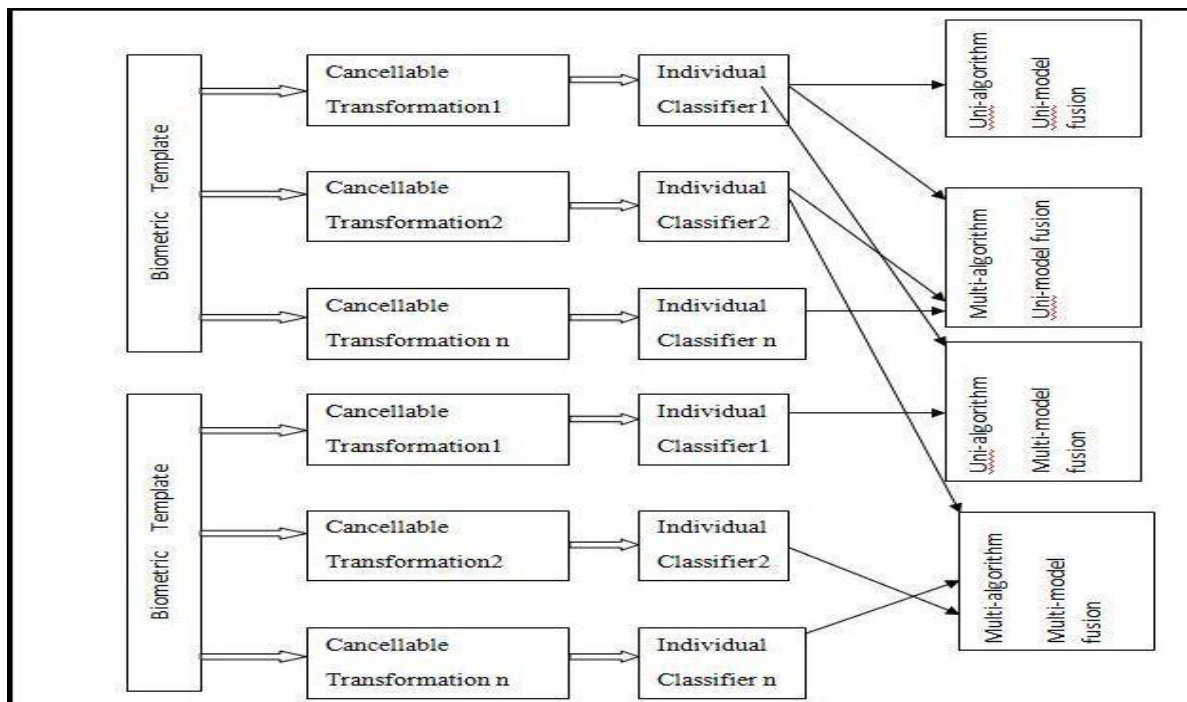 Biometric Template
Cancellable
Transformation1
Individual
Classifier1
Uni-algorithm
Uni-model
fusion
Cancellable
Transformation2
Individual
Classifier2
Multi-algorithm
Uni-model fusion
Cancellable
Transformation n
Individual
Classifier n
Biometric Template
Cancellable
Transformation1
Individual
Classifier1
Uni-algorithm
Multi-model
fusion
Cancellable
Transformation2
Individual
Classifier2
Multi-algorithm
Multi-model
fusion
Cancellable
Transformation n
Individual
Classifier n